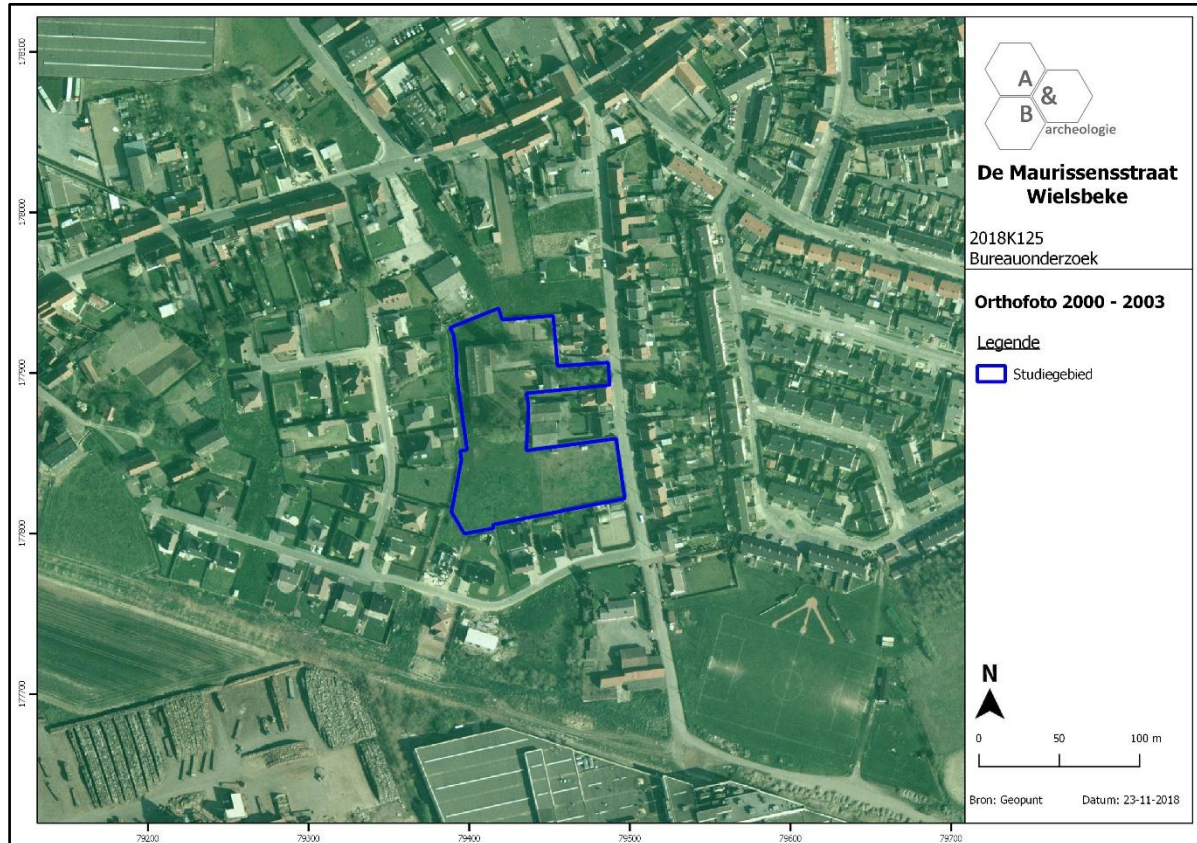 A
&
B
archeologie
De Maurissensstraat
Wielsbeke
2018K125
Bureauonderzoek
Orthofoto 2000 - 2003
Legende
Studiegebied
N
0 50 100 m
Bron: Geopunt Datum: 23-11-2018
178100
178000
177900
177800
177700
79200 79300 79400 79500 79600 79700